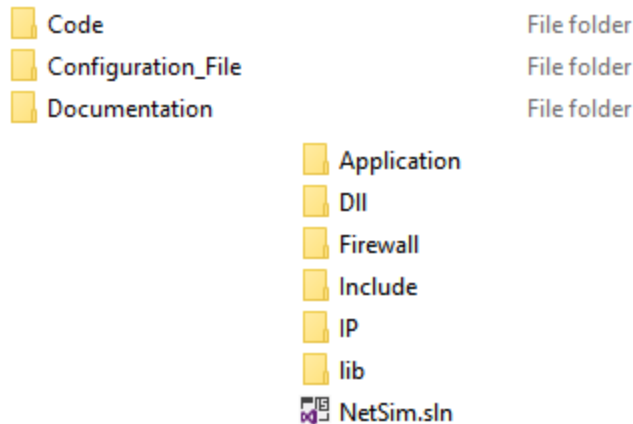 Code File folder
Configuration_File File folder
Documentation File folder
Application
Dll
Firewall
Include
IP
lib
NetSim.sln